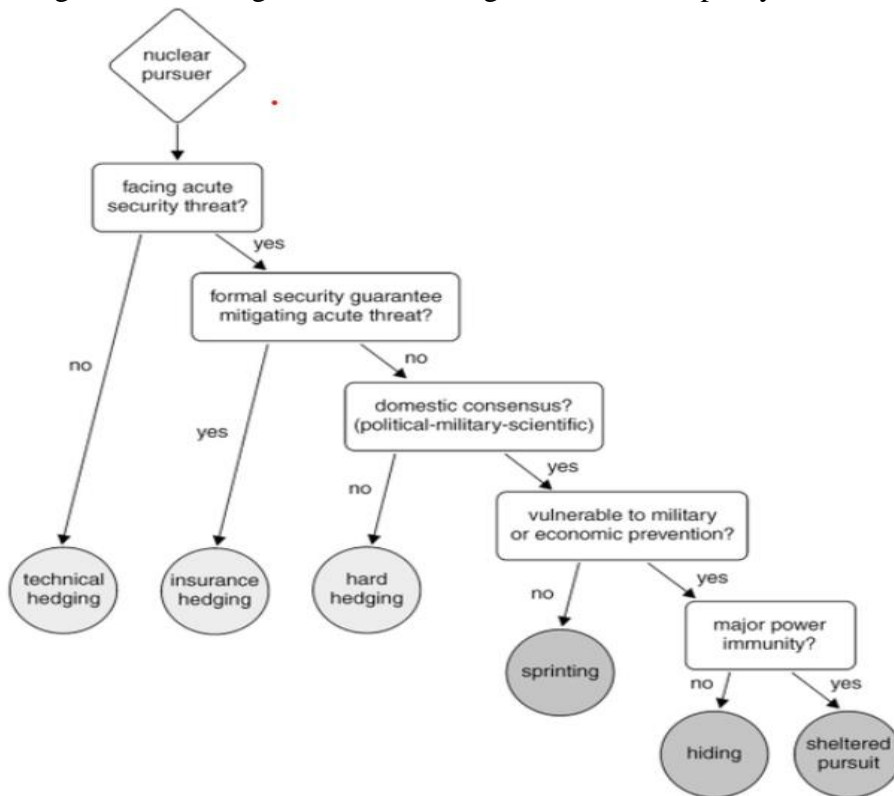 nuclear
pursuer
facing acute
security threat?
yes
formal security guarantee
mitigating acute threat?
no
no
domestic consensus?
(political-military-scientific)
yes
yes
no
vulnerable to military
or economic prevention?
technical
hedging
insurance
hedging
hard
hedging
no
yes
major power
immunity?
sprinting
no
yes
hiding
sheltered
pursuit